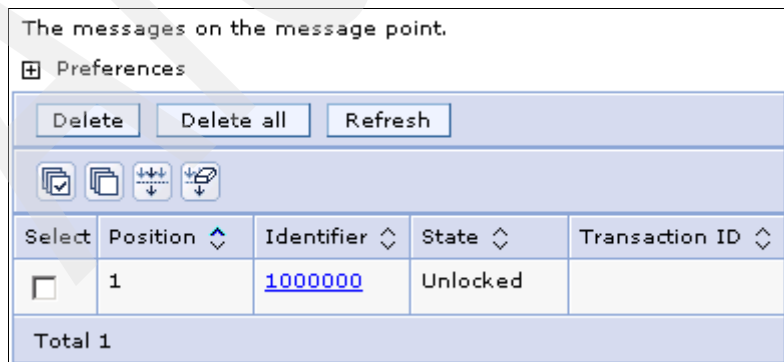 The messages on the message point.
Preferences
Delete Delete all Refresh
Select Position Identifier State Transaction ID
1 1000000 Unlocked
Total 1